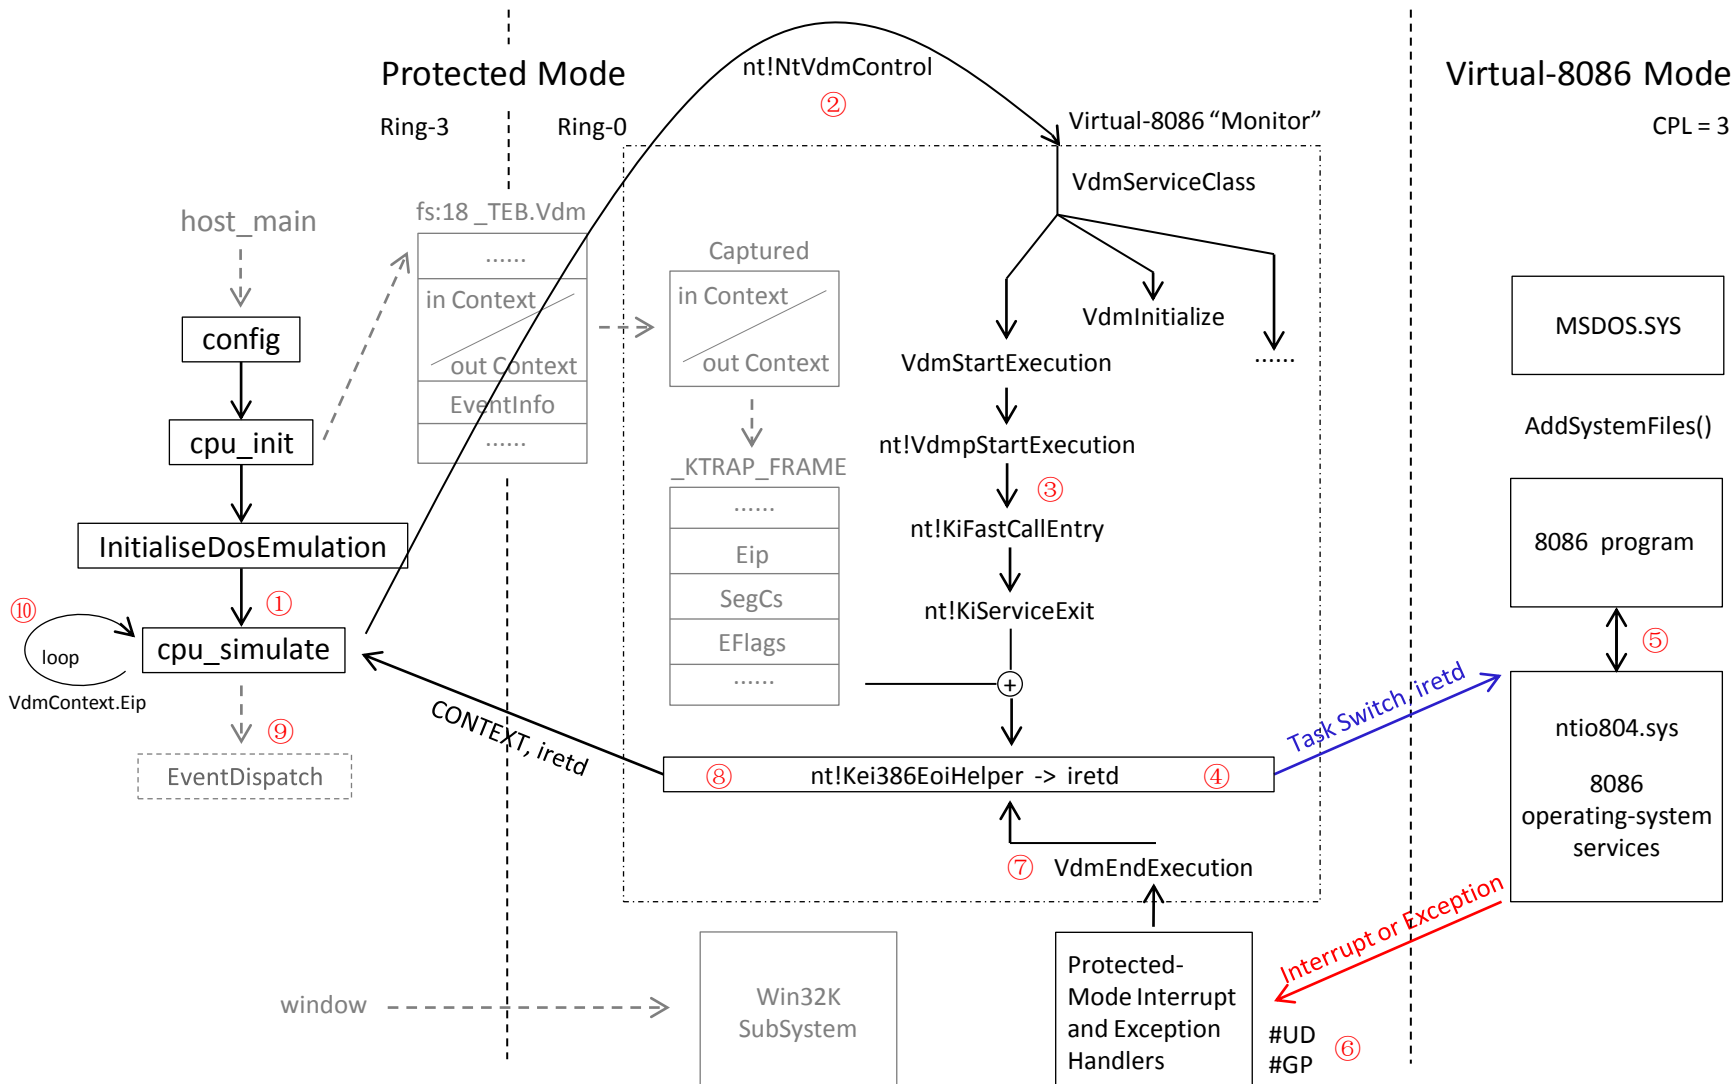 Protected Mode
Ring-3
Ring-0
nt!NtVdmControl
②
Virtual-8086 Mode
CPL = 3
Virtual-8086 “Monitor”
VdmServiceClass
host_main
config
cpu_init
InitialiseDosEmulation
①
cpu_simulate
⑩
loop
VdmContext.Eip
⑨
EventDispatch
fs:18 _TEB.Vdm
......
in Context
out Context
EventInfo
......
Captured
in Context
out Context
_KTRAP_FRAME
......
Eip
SegCs
EFlags
......
VdmInitialize
......
VdmStartExecution
nt!VdmpStartExecution
③
nt!KiFastCallEntry
nt!KiServiceExit
+
CONTEXT, iretd
⑧
nt!Kei386EoiHelper -> iretd
④
Task Switch, iretd
⑦
VdmEndExecution
MSDOS.SYS
AddSystemFiles()
8086 program
⑤
ntio804.sys
8086
operating-system
services
Interrupt or Exception
window
Win32K
SubSystem
Protected-
Mode Interrupt
and Exception
Handlers
#UD
#GP
⑥